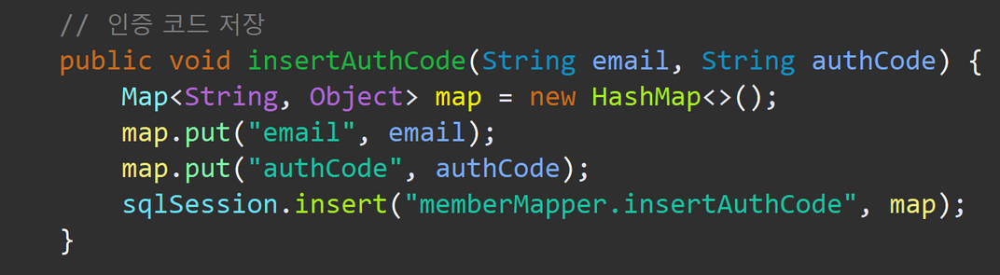 // 인증 코드 저장
public void insertAuthCode(String email, String authCode) {
    Map<String, Object> map = new HashMap<>();
    map.put("email", email);
    map.put("authCode", authCode);
    sqlSession.insert("memberMapper.insertAuthCode", map);
}